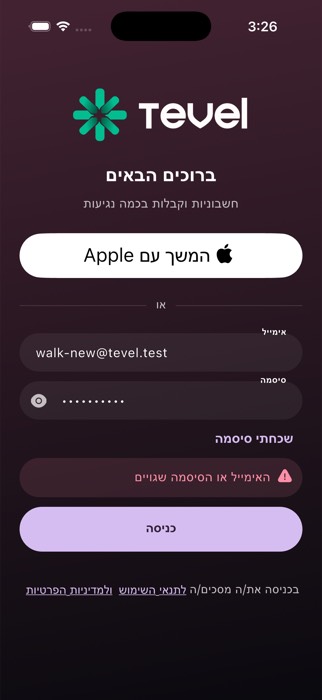 3:26
Tevel
ברוכים הבאים
חשבוניות וקבלות בכמה נגיעות
המשך עם Apple
או
אימייל
walk-new@tevel.test
סיסמה
••••••••••
שכחתי סיסמה
האימייל או הסיסמה שגויים
כניסה
בכניסה את/ה מסכים/ה לתנאי השימוש ולמדיניות הפרטיות